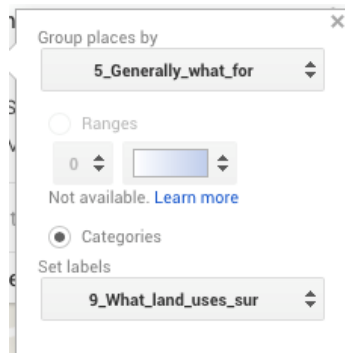 Group places by
5_Generally_what_for
Ranges
0
Not available. Learn more
Categories
Set labels
9_What_land_uses_sur